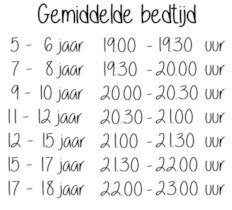 Gemiddelde bedtijd
5 - 6 jaar 19.00 - 19.30 uur
7 - 8 jaar 19.30 - 20.00 uur
9 - 10 jaar 20.00 - 20.30 uur
11 - 12 jaar 20.30 - 21.00 uur
12 - 15 jaar 21.00 - 21.30 uur
15 - 17 jaar 21.30 - 22.00 uur
17 - 18 jaar 22.00 - 23.00 uur